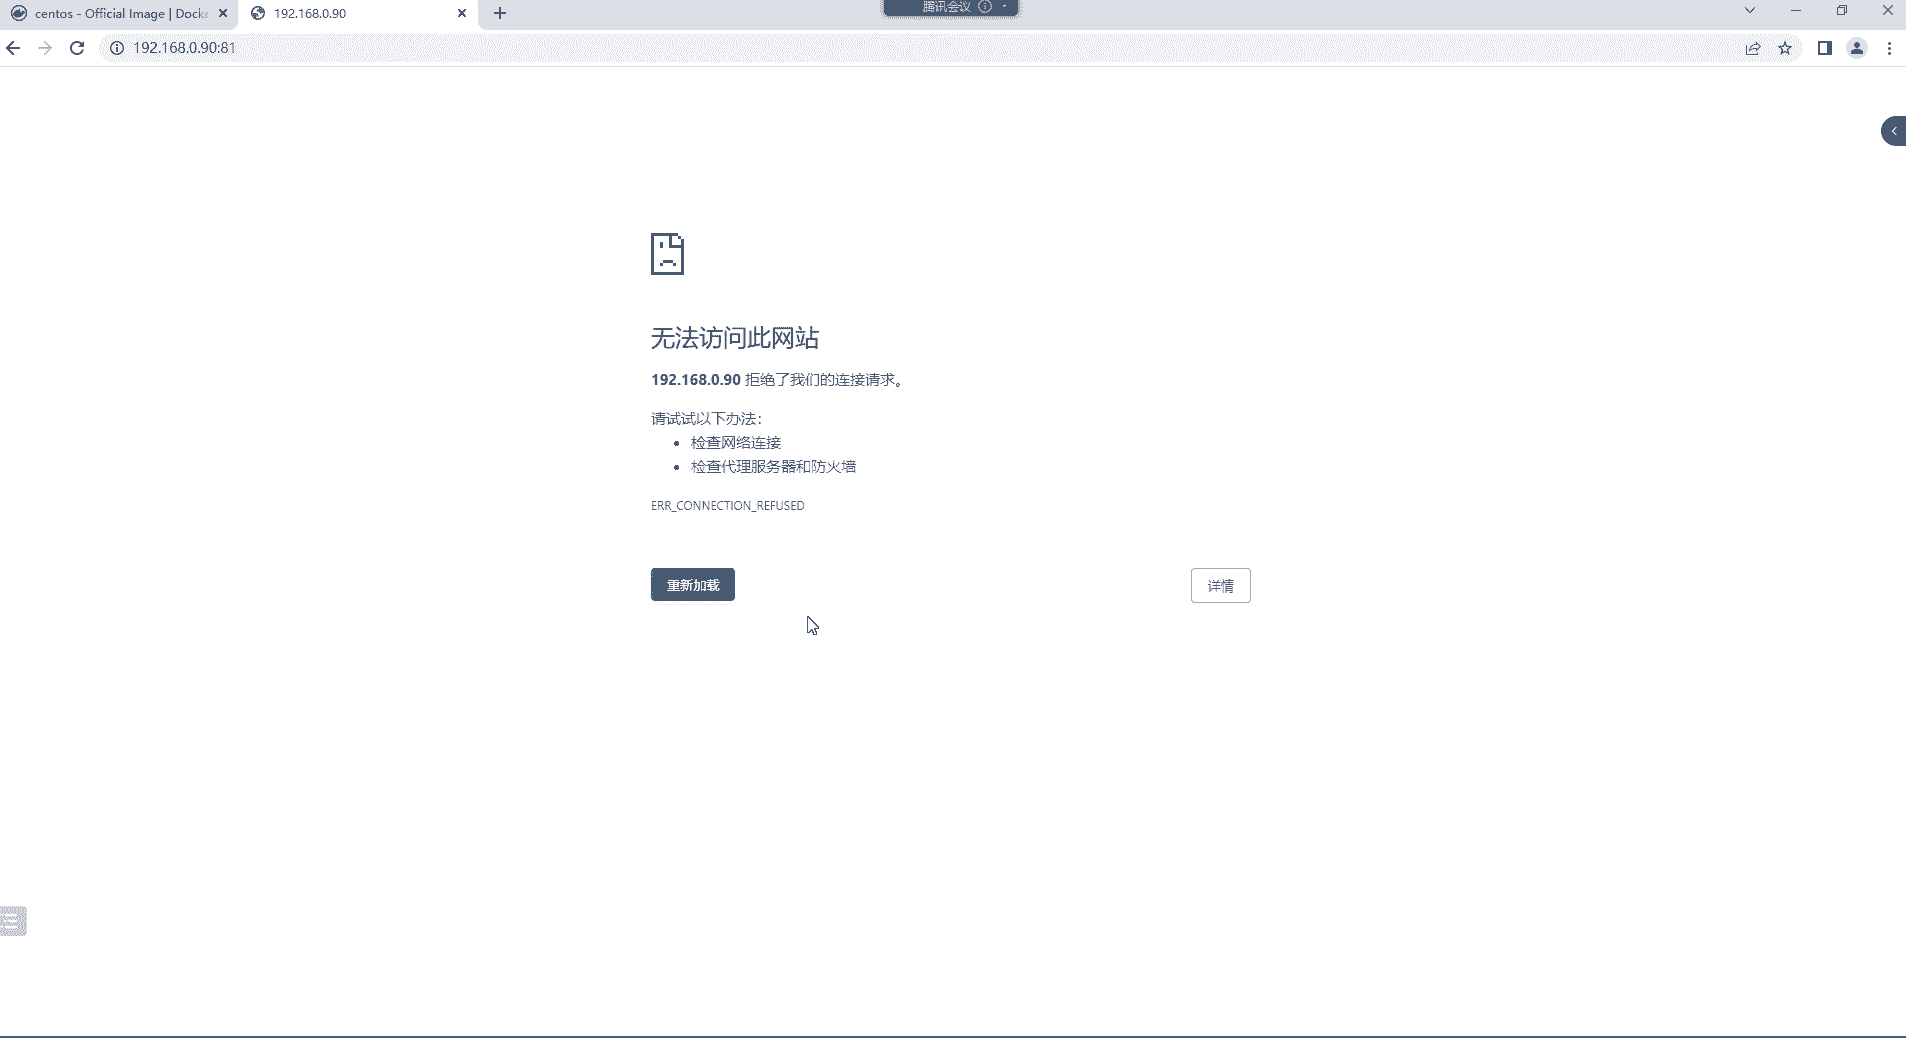 centos - Official Image | Docke
192.168.0.90
腾讯会议
192.168.0.90:81
无法访问此网站
192.168.0.90 拒绝了我们的连接请求。
请试试以下办法：
检查网络连接
检查代理服务器和防火墙
ERR_CONNECTION_REFUSED
重新加载
详情